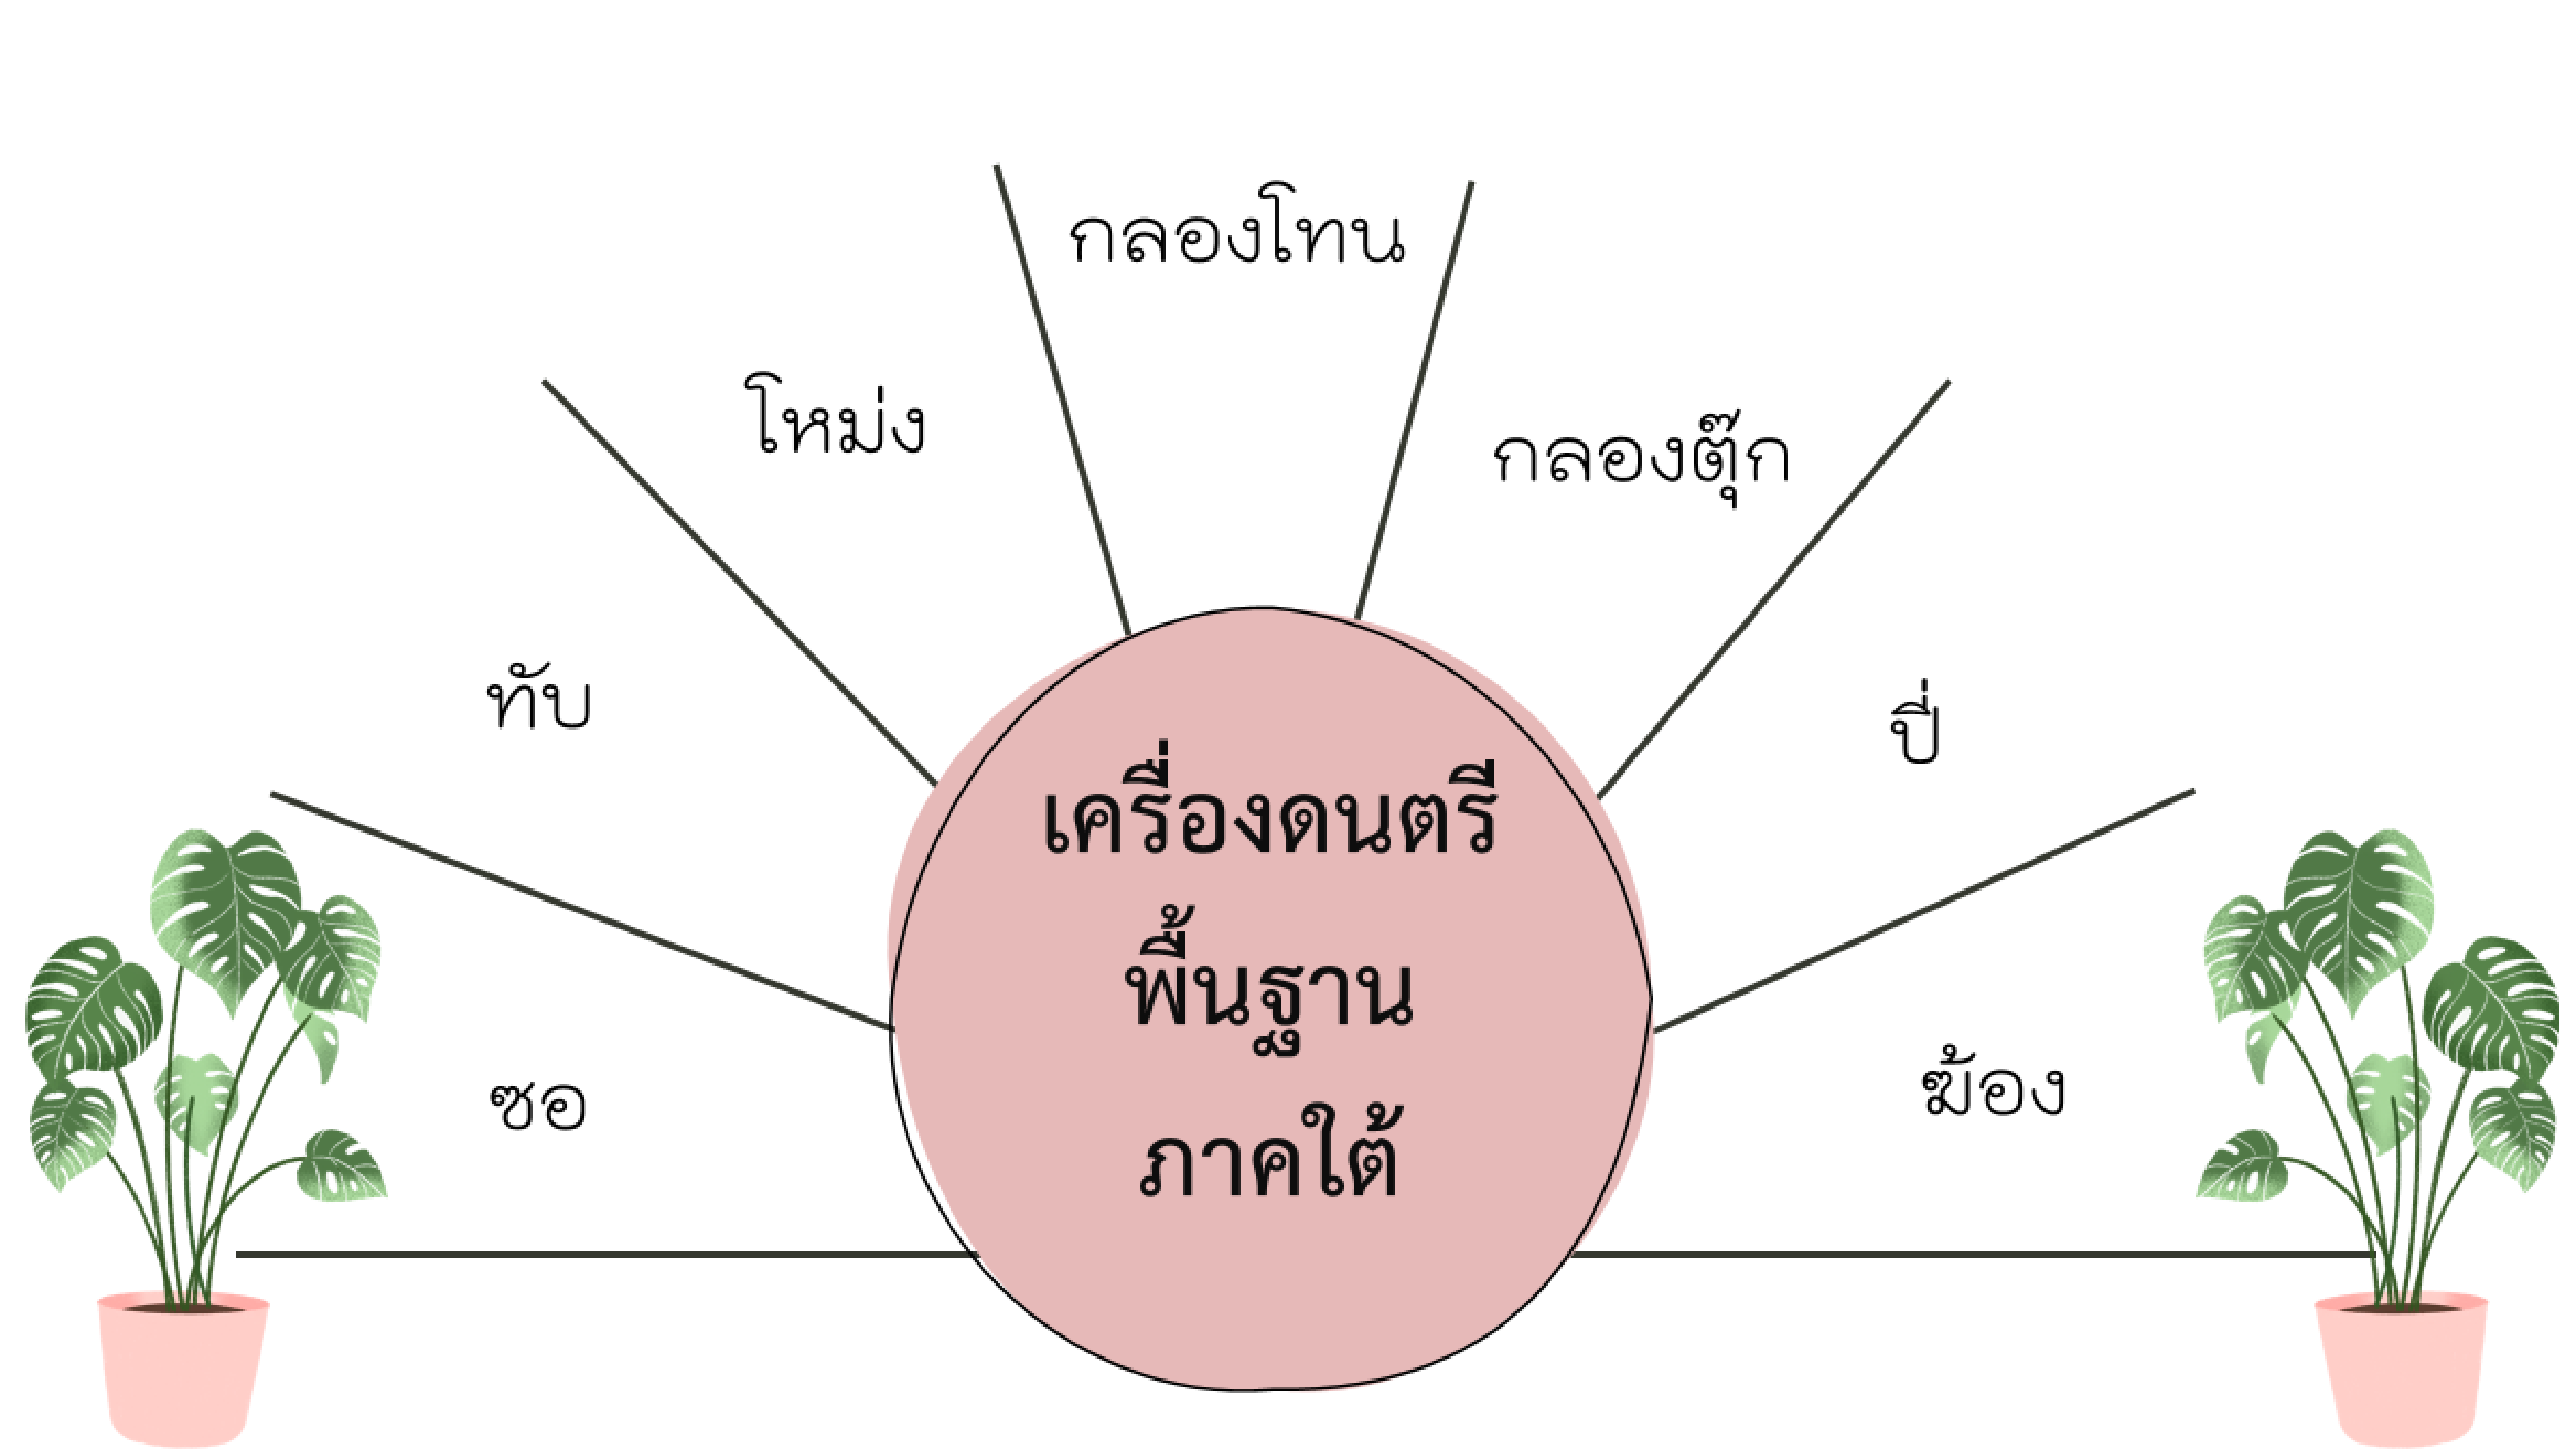 กลองโทน
โหม่ง
กลองตุ๊ก
ทับ
ปี่
ซอ
ฆ้อง
เครื่องดนตรี
พื้นฐาน
ภาคใต้